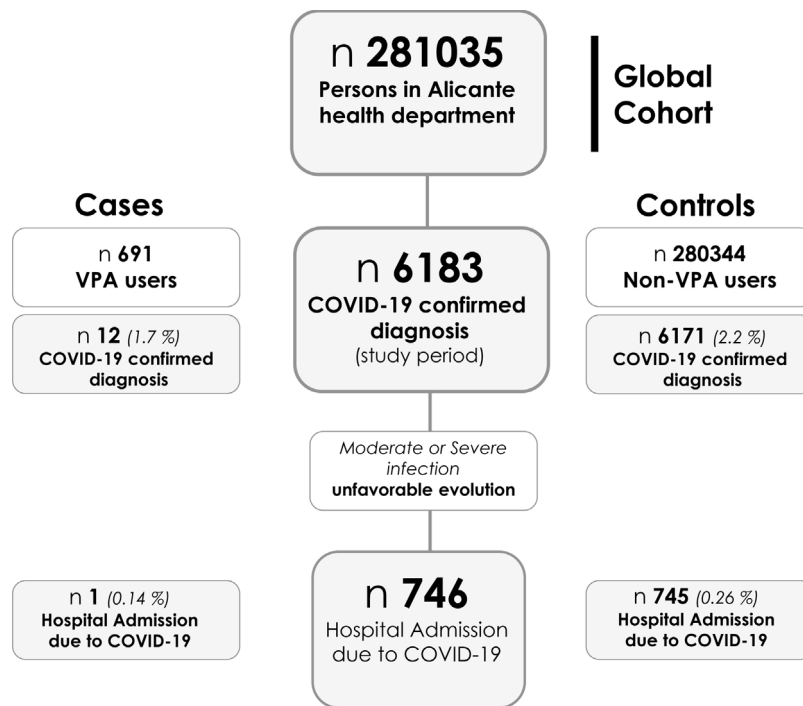 n 281035
Persons in Alicante
health department
Global
Cohort
Cases
Controls
n 691
VPA users
n 6183
COVID-19 confirmed
diagnosis
(study period)
n 280344
Non-VPA users
n 12 (1.7 %)
COVID-19 confirmed
diagnosis
n 6171 (2.2 %)
COVID-19 confirmed
diagnosis
Moderate or Severe
infection
unfavorable evolution
n 1 (0.14 %)
Hospital Admission
due to COVID-19
n 746
Hospital Admission
due to COVID-19
n 745 (0.26 %)
Hospital Admission
due to COVID-19